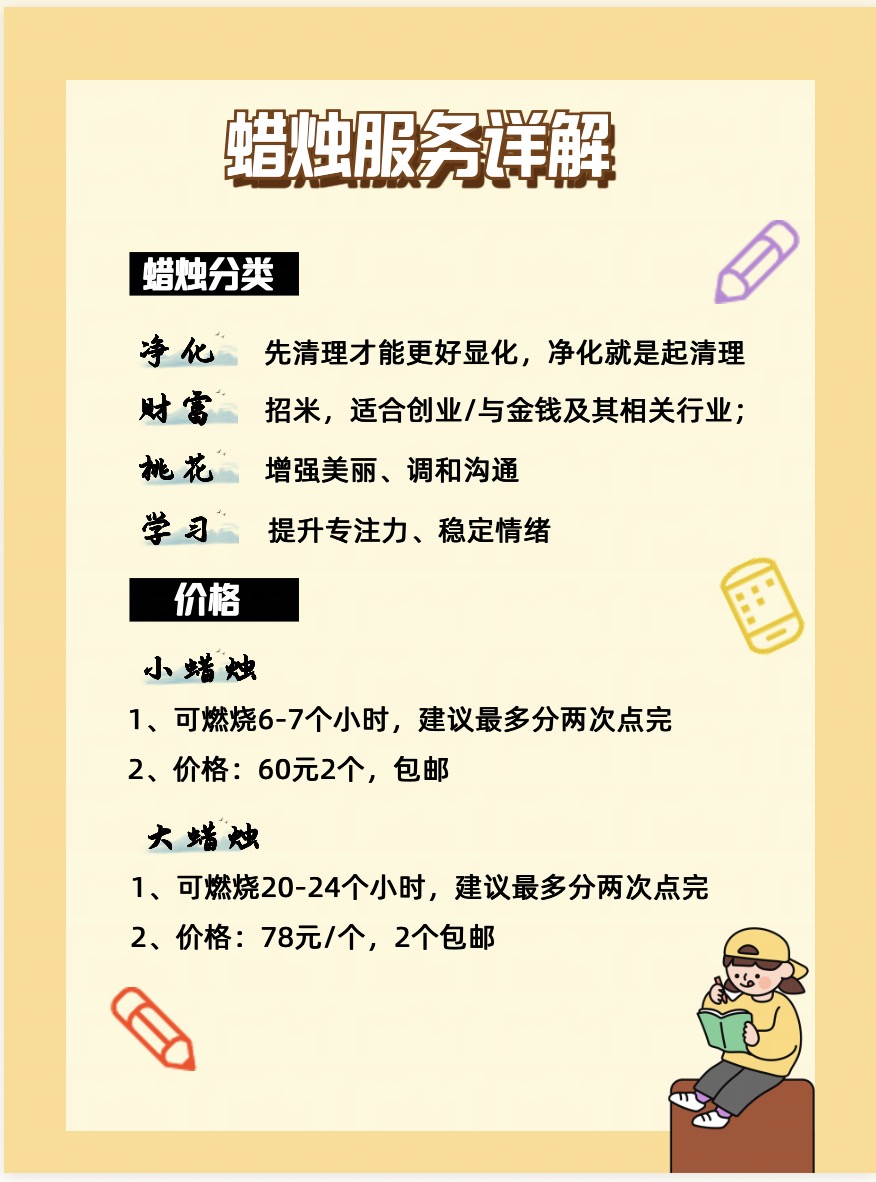 蜡烛服务详解
蜡烛分类
净化 先清理才能更好显化，净化就是起清理
财富 招米，适合创业/与金钱及其相关行业；
桃花 增强美丽、调和沟通
学习 提升专注力、稳定情绪
价格
小蜡烛
1、可燃烧6-7个小时，建议最多分两次点完
2、价格：60元2个，包邮
大蜡烛
1、可燃烧20-24个小时，建议最多分两次点完
2、价格：78元/个，2个包邮